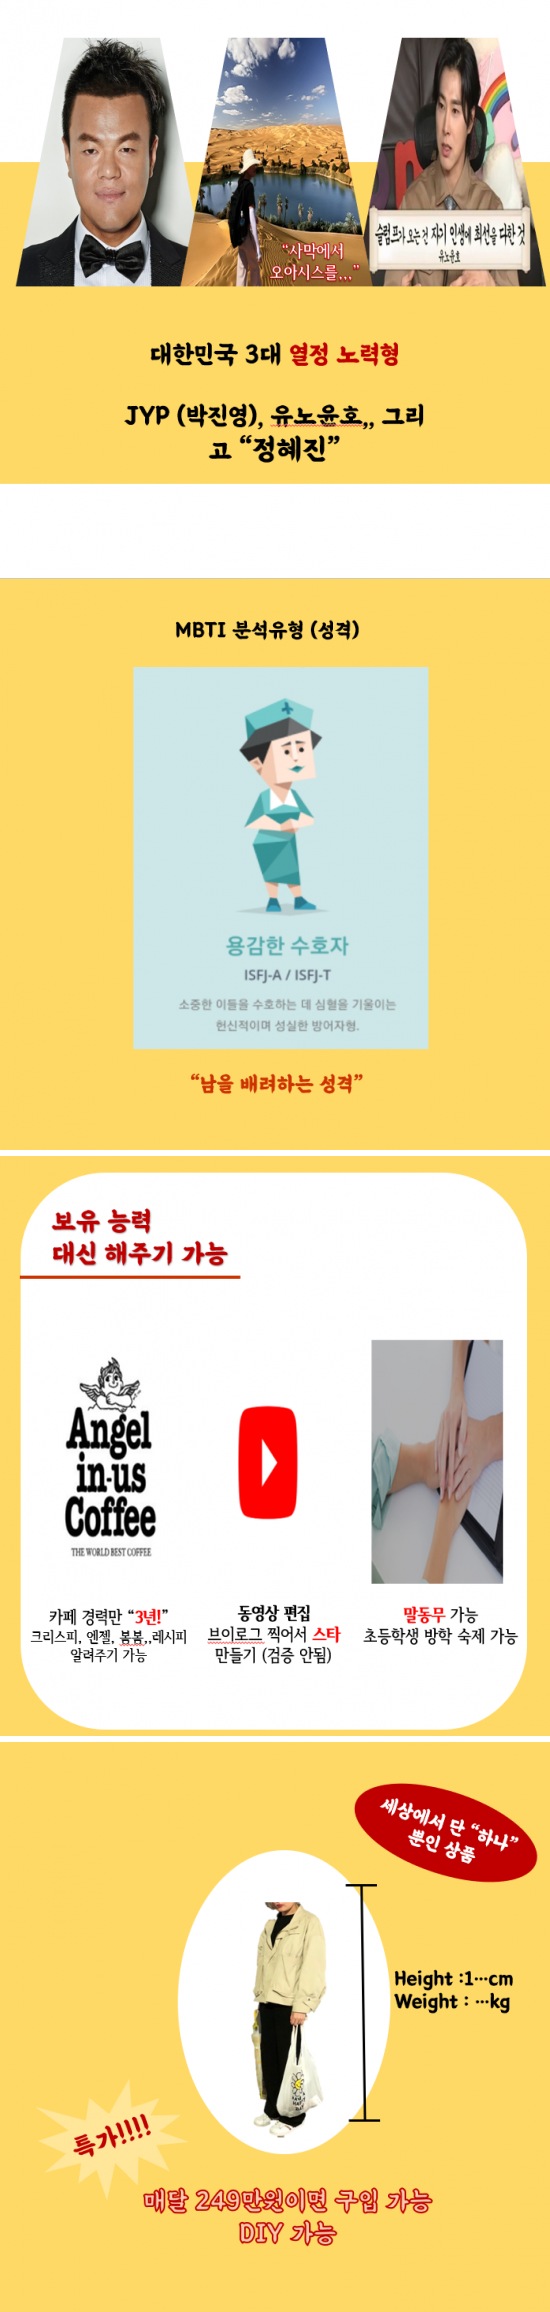 "사막에서
오아시스를,,,"
슬럼프가 오는 건 자기 인생에 최선을 다한 것
유노윤호
대한민국 3대 열정 노력형
JYP (박진영), 유노윤호,, 그리
고 “정혜진”
MBTI 분석유형 (성격)
용감한 수호자
ISFJ-A / ISFJ-T
소중한 이들을 수호하는 데 심혈을 기울이는
헌신적이며 성실한 방어자형.
“남을 배려하는 성격”
보유 능력
대신 해주기 가능
Angel
in-us
Coffee
THE WORLD BEST COFFEE
카페 경력만 “3년!”
크리스피, 엔젤, 봄봄,,레시피
알려주기 가능
동영상 편집
브이로그 찍어서 스타
만들기 (검증 안됨)
말동무 가능
초등학생 방학 숙제 가능
세상에서 단 “하나”
뿐인 상품
Height :1…cm
Weight : …kg
특가!!!!
매달 249만원이면 구입 가능
DIY 가능